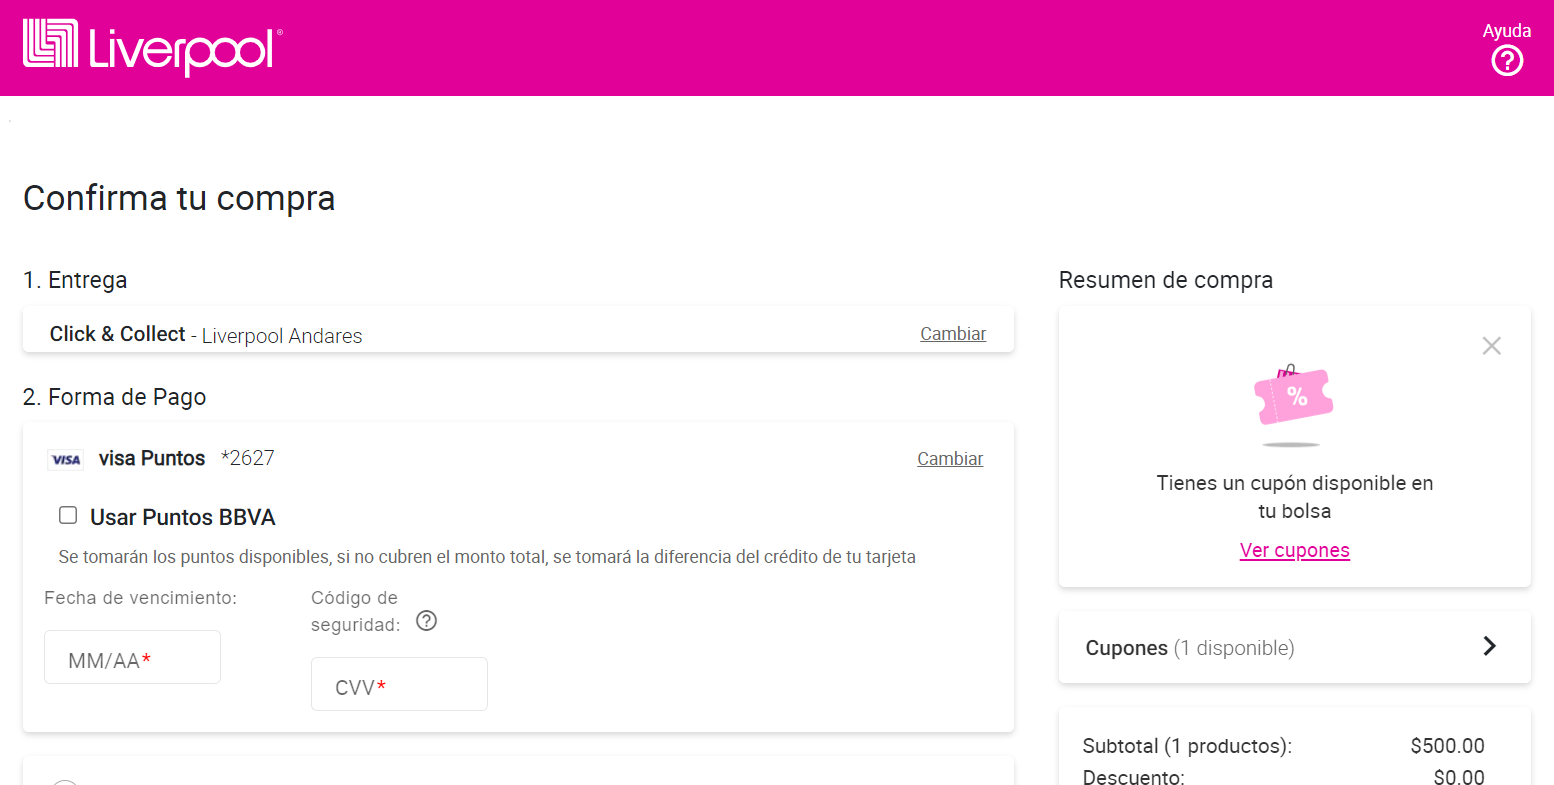 Liverpool®
Ayuda
Confirma tu compra
1. Entrega
Click & Collect - Liverpool Andares
Cambiar
2. Forma de Pago
VISA visa Puntos *2627
Cambiar
Usar Puntos BBVA
Se tomarán los puntos disponibles, si no cubren el monto total, se tomará la diferencia del crédito de tu tarjeta
Fecha de vencimiento:
MM/AA*
Código de
seguridad:
CVV*
Resumen de compra
%
Tienes un cupón disponible en
tu bolsa
Ver cupones
Cupones (1 disponible)
Subtotal (1 productos): $500.00
Descuento: $0.00